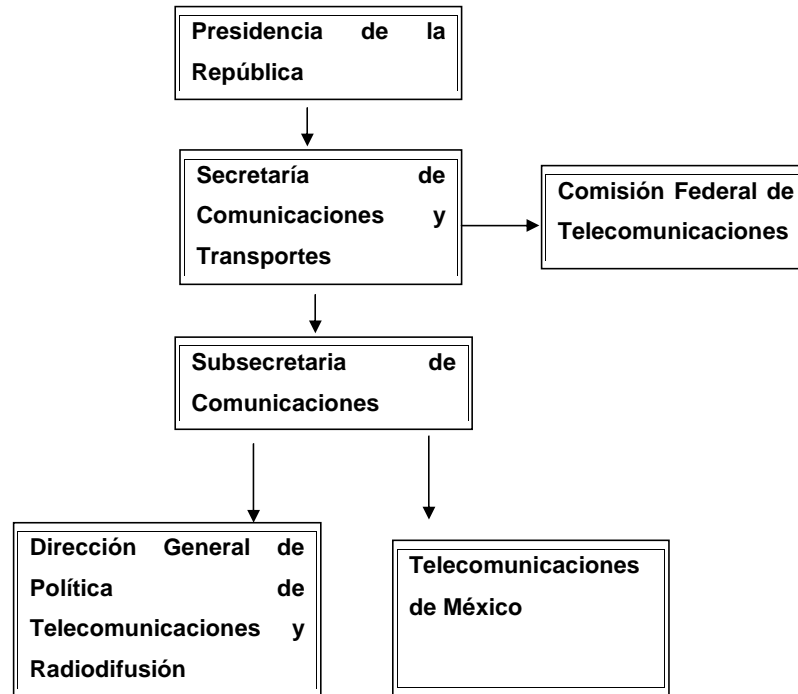 Presidencia de la
República
Secretaría de
Comunicaciones y
Transportes
Comisión Federal de
Telecomunicaciones
Subsecretaria de
Comunicaciones
Dirección General de
Política de
Telecomunicaciones y
Radiodifusión
Telecomunicaciones
de México